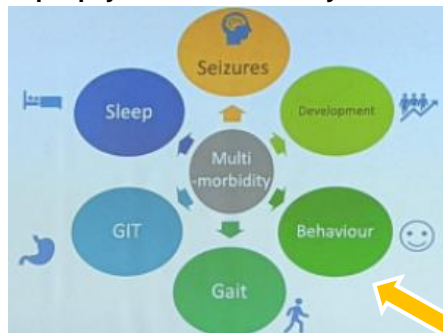 Seizures
Sleep
Development
Multi
-morbidity
GIT
Behaviour
Gait